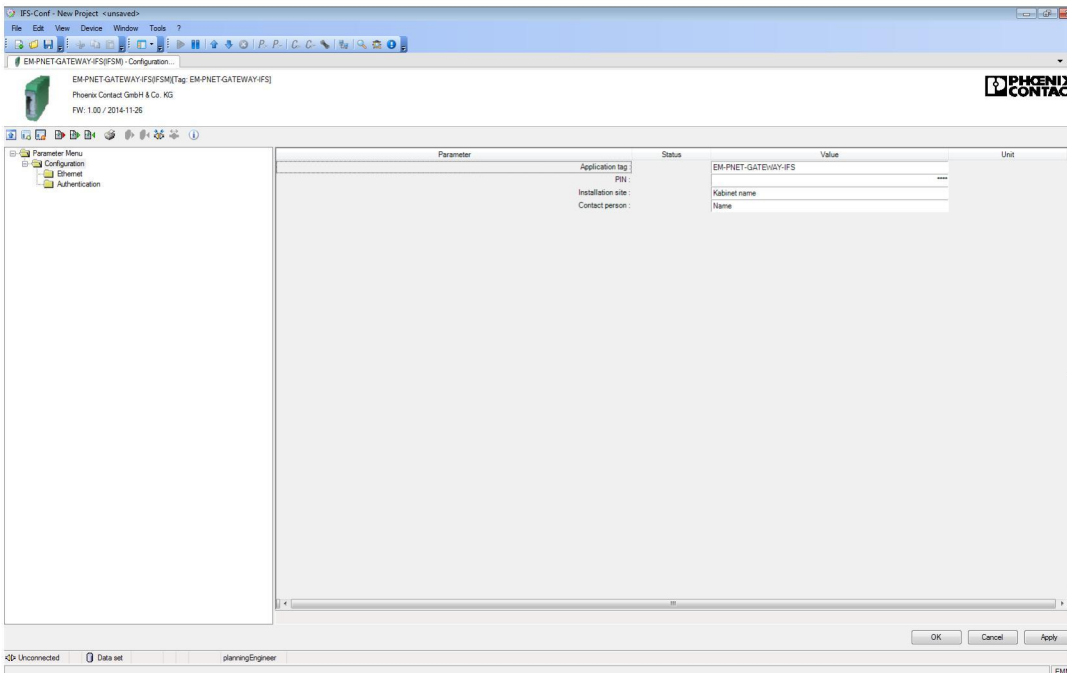 IFS-Conf - New Project <unsaved>
File Edit View Device Window Tools ?
EM-PNET-GATEWAY-IFS(IFSM) - Configuration...
EM-PNET-GATEWAY-IFS(IFSM)[Tag: EM-PNET-GATEWAY-IFS]
Phoenix Contact GmbH & Co. KG
FW: 1.00 / 2014-11-26
PHŒNIX
CONTAC
Parameter Menu
Configuration
Ethernet
Authentication
Parameter Status Value Unit
Application tag : EM-PNET-GATEWAY-IFS
PIN : ****
Installation site : Kabinet name
Contact person : Name
OK Cancel Apply
Unconnected Data set planningEngineer